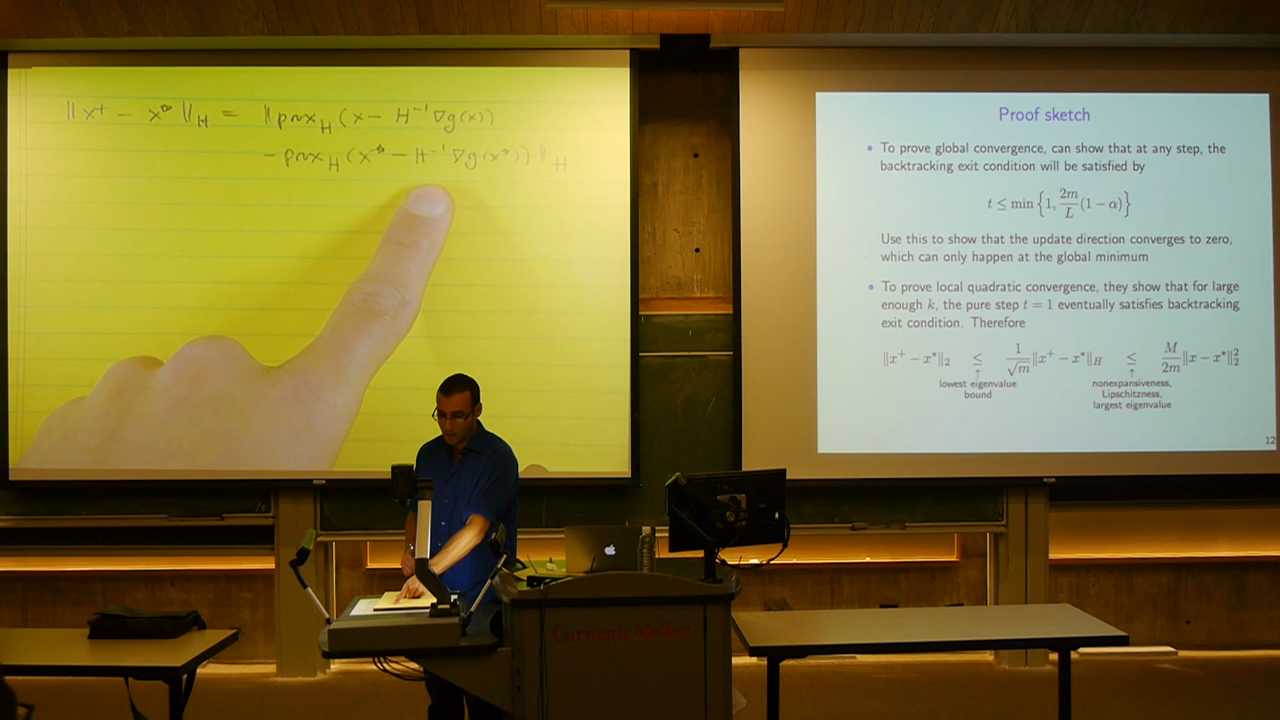 ‖ x⁺ − x* ‖_H = ‖ prox_H (x − H⁻¹ ∇g(x))
− prox_H (x* − H⁻¹ ∇g(x*)) ‖_H
Proof sketch
• To prove global convergence, can show that at any step, the
backtracking exit condition will be satisfied by
t ≤ min {1, 2m/L (1 − α)}
Use this to show that the update direction converges to zero,
which can only happen at the global minimum
• To prove local quadratic convergence, they show that for large
enough k, the pure step t = 1 eventually satisfies backtracking
exit condition. Therefore
‖x⁺ − x⋆‖₂ ≤ 1/√m ‖x⁺ − x⋆‖_H ≤ M/2m ‖x − x⋆‖₂²
↑ ↑
lowest eigenvalue nonexpansiveness,
bound Lipschitzness,
largest eigenvalue
12
Carnegie Mellon